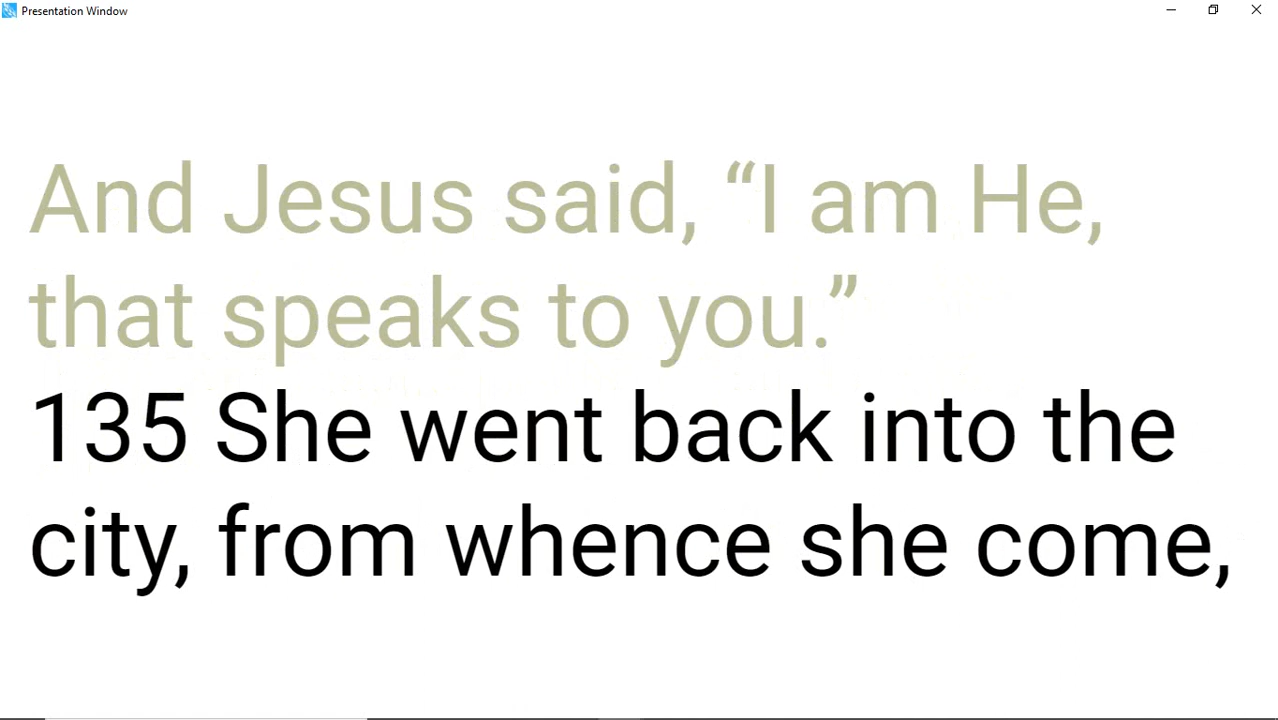 Presentation Window
And Jesus said, “I am He,
that speaks to you.”
135 She went back into the
city, from whence she come,